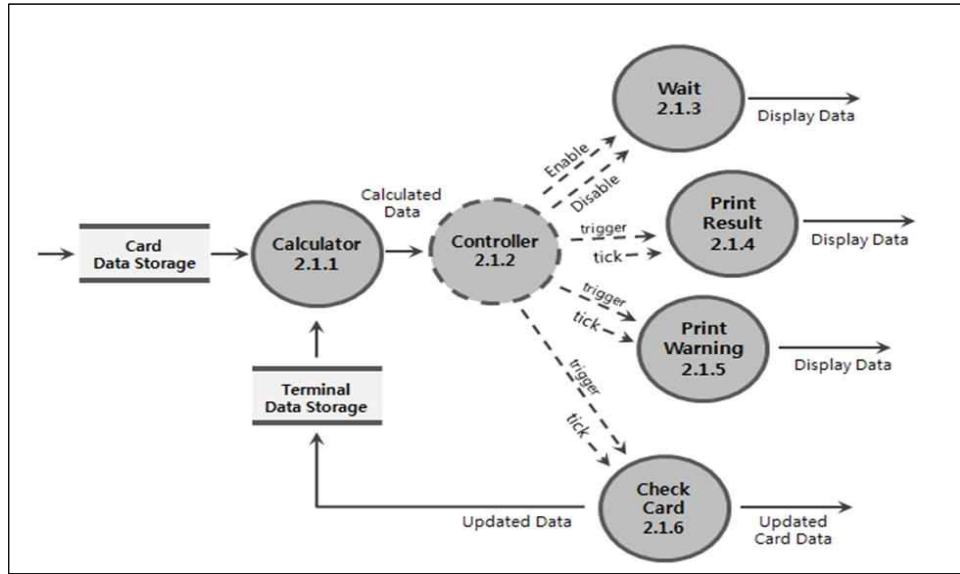 Wait
2.1.3
Display Data
Enable
Disable
Calculated
Data
Print
Result
2.1.4
Display Data
trigger
tick
Card
Data Storage
Calculator
2.1.1
Controller
2.1.2
trigger
tick
Print
Warning
2.1.5
Display Data
Terminal
Data Storage
trigger
tick
Check
Card
2.1.6
Updated Data
Updated
Card Data